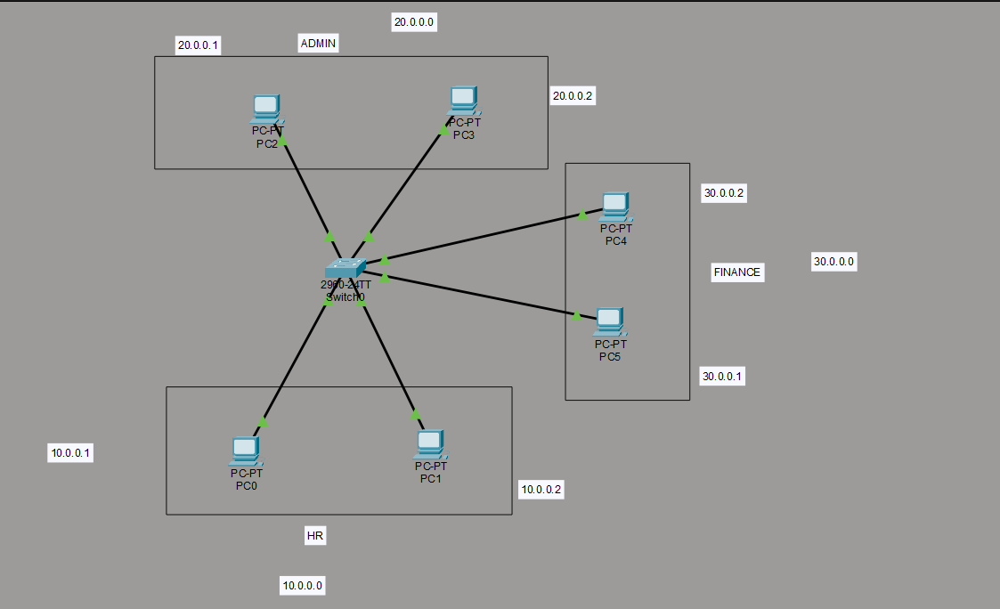 20.0.0.0
20.0.0.1
ADMIN
20.0.0.2
PC-PT
PC2
PC-PT
PC3
30.0.0.2
PC-PT
PC4
30.0.0.0
FINANCE
2960-24TT
Switch0
PC-PT
PC5
30.0.0.1
10.0.0.1
PC-PT
PC0
PC-PT
PC1
10.0.0.2
HR
10.0.0.0